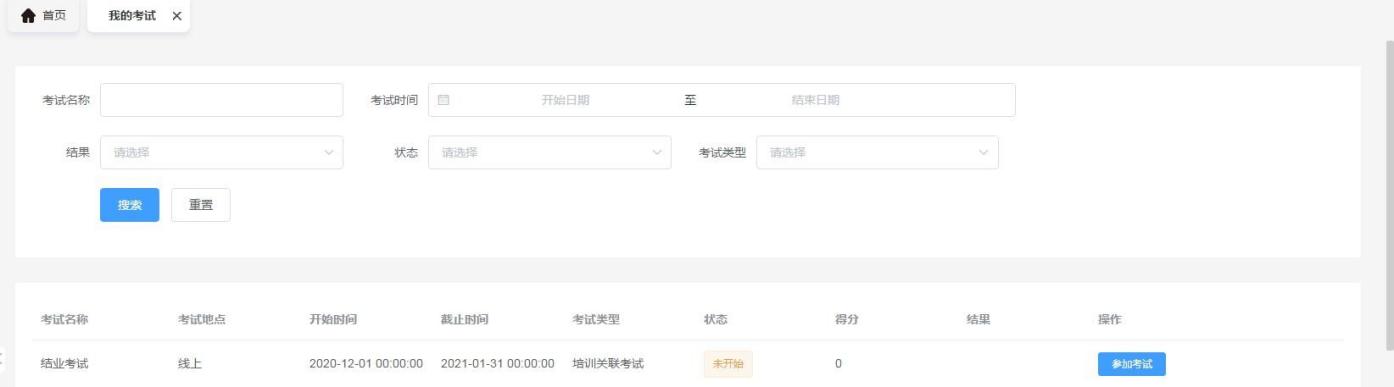 首页 我的考试
考试名称 考试时间 开始日期 至 结束日期
结果 请选择 状态 请选择 考试类型 请选择
搜索 重置
考试名称 考试地点 开始时间 截止时间 考试类型 状态 得分 结果 操作
结业考试 线上 2020-12-01 00:00:00 2021-01-31 00:00:00 培训关联考试 未开始 0 参加考试